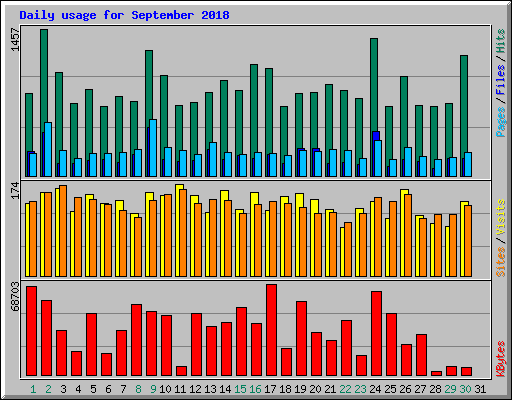 Daily usage for September 2018
1457
Pages / Files / Hits
174
Sites / Visits
68703
KBytes
1 2 3 4 5 6 7 8 9 10 11 12 13 14 15 16 17 18 19 20 21 22 23 24 25 26 27 28 29 30 31